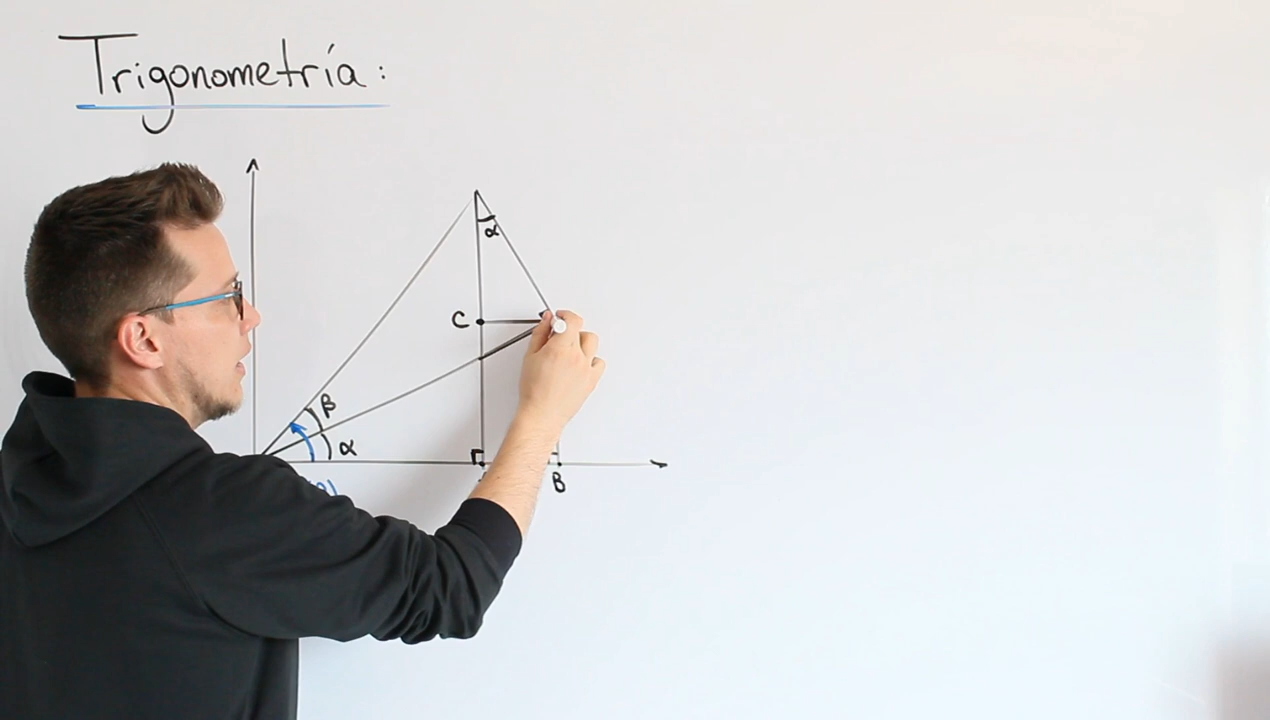 Trigonometría:
α
C
β
α
B